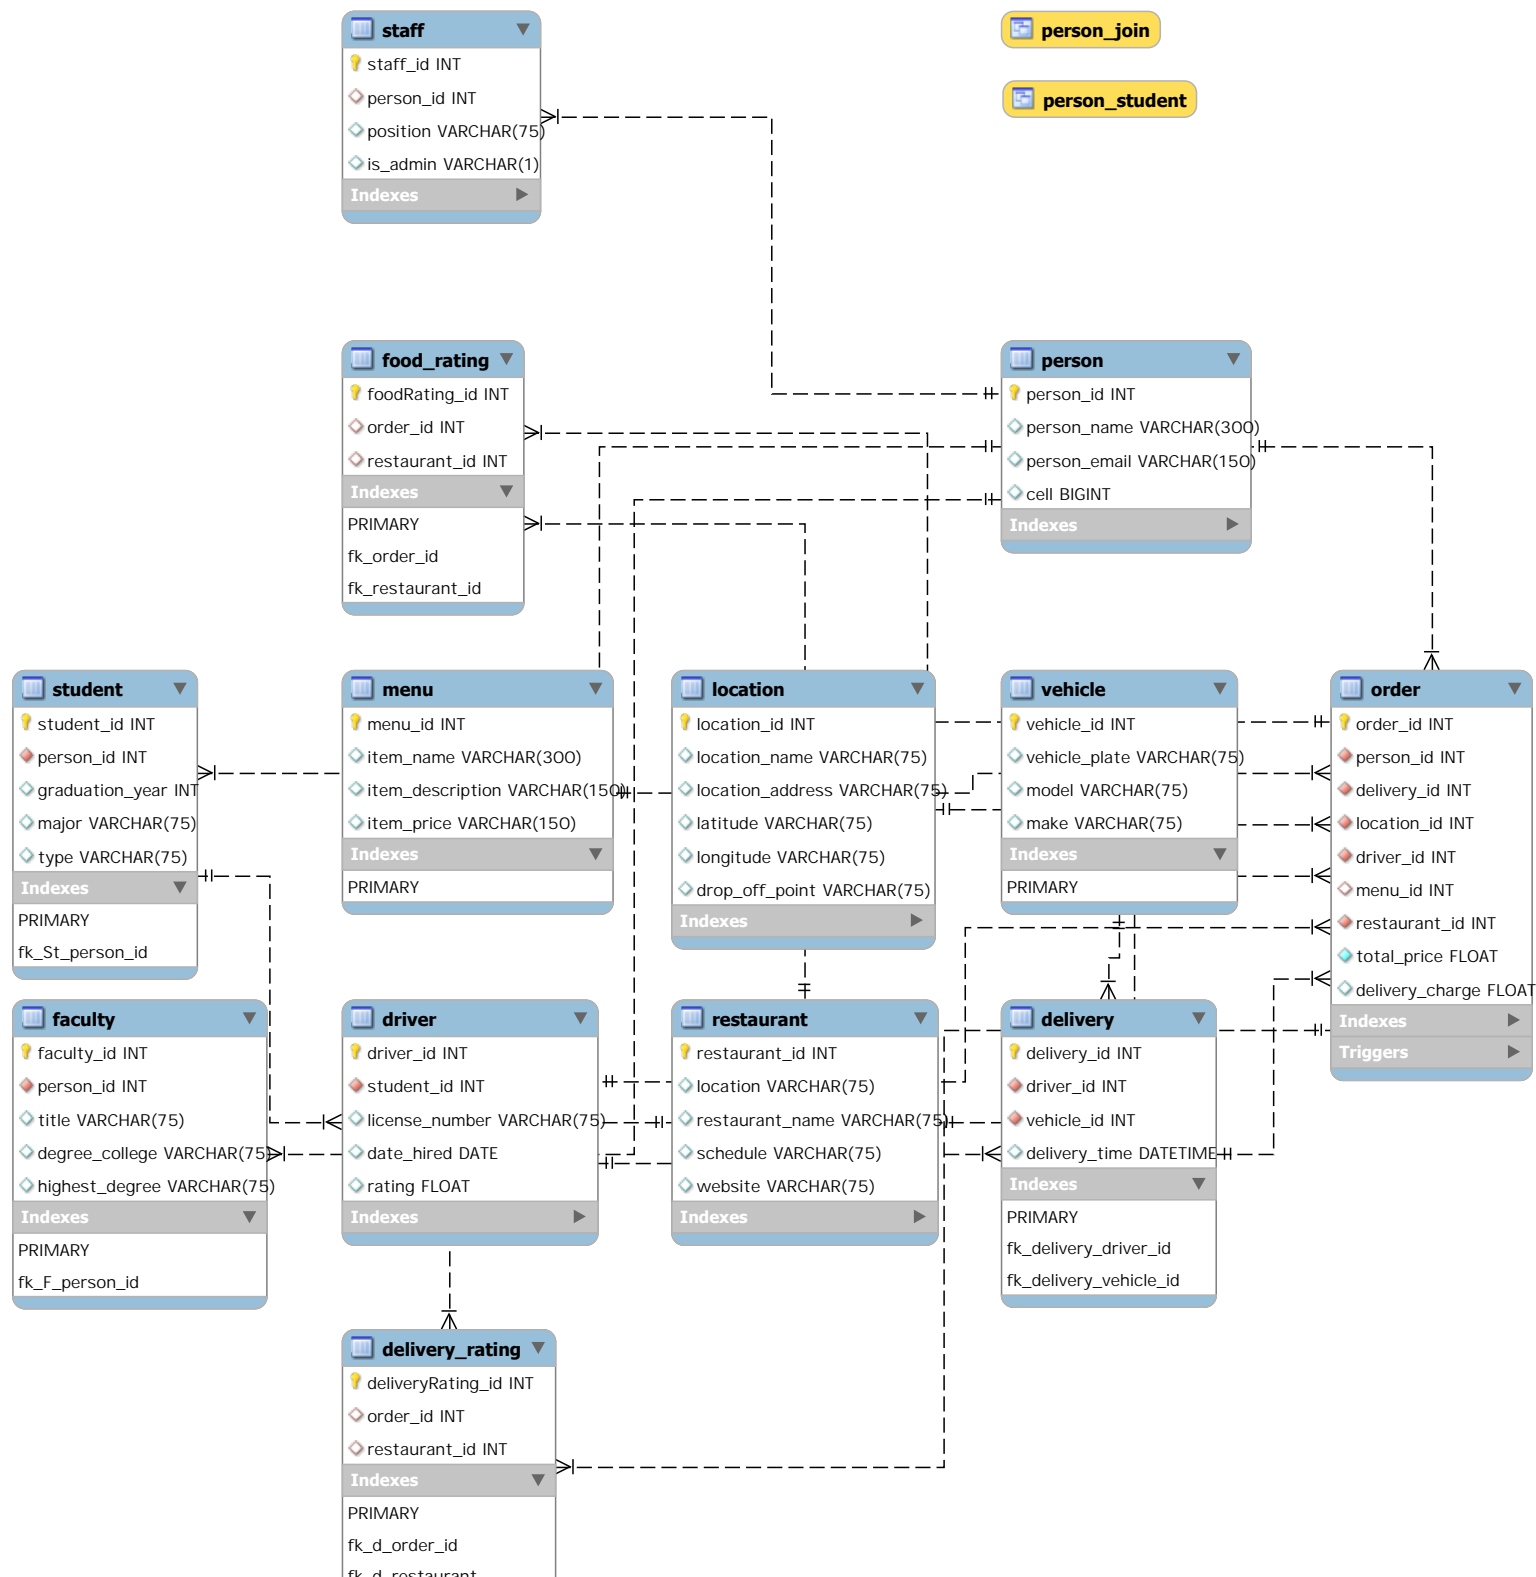 staff
staff_id INT
person_id INT
position VARCHAR(75)
is_admin VARCHAR(1)
Indexes
person_join
person_student
food_rating
foodRating_id INT
order_id INT
restaurant_id INT
Indexes
PRIMARY
fk_order_id
fk_restaurant_id
person
person_id INT
person_name VARCHAR(300)
person_email VARCHAR(150)
cell BIGINT
Indexes
student
student_id INT
person_id INT
graduation_year INT
major VARCHAR(75)
type VARCHAR(75)
Indexes
PRIMARY
fk_St_person_id
menu
menu_id INT
item_name VARCHAR(300)
item_description VARCHAR(150)
item_price VARCHAR(150)
Indexes
PRIMARY
location
location_id INT
location_name VARCHAR(75)
location_address VARCHAR(75)
latitude VARCHAR(75)
longitude VARCHAR(75)
drop_off_point VARCHAR(75)
Indexes
vehicle
vehicle_id INT
vehicle_plate VARCHAR(75)
model VARCHAR(75)
make VARCHAR(75)
Indexes
PRIMARY
order
order_id INT
person_id INT
delivery_id INT
location_id INT
driver_id INT
menu_id INT
restaurant_id INT
total_price FLOAT
delivery_charge FLOAT
Indexes
Triggers
faculty
faculty_id INT
person_id INT
title VARCHAR(75)
degree_college VARCHAR(75)
highest_degree VARCHAR(75)
Indexes
PRIMARY
fk_F_person_id
driver
driver_id INT
student_id INT
license_number VARCHAR(75)
date_hired DATE
rating FLOAT
Indexes
restaurant
restaurant_id INT
location VARCHAR(75)
restaurant_name VARCHAR(75)
schedule VARCHAR(75)
website VARCHAR(75)
Indexes
delivery
delivery_id INT
driver_id INT
vehicle_id INT
delivery_time DATETIME
Indexes
PRIMARY
fk_delivery_driver_id
fk_delivery_vehicle_id
delivery_rating
deliveryRating_id INT
order_id INT
restaurant_id INT
Indexes
PRIMARY
fk_d_order_id
fk_d_restaurant